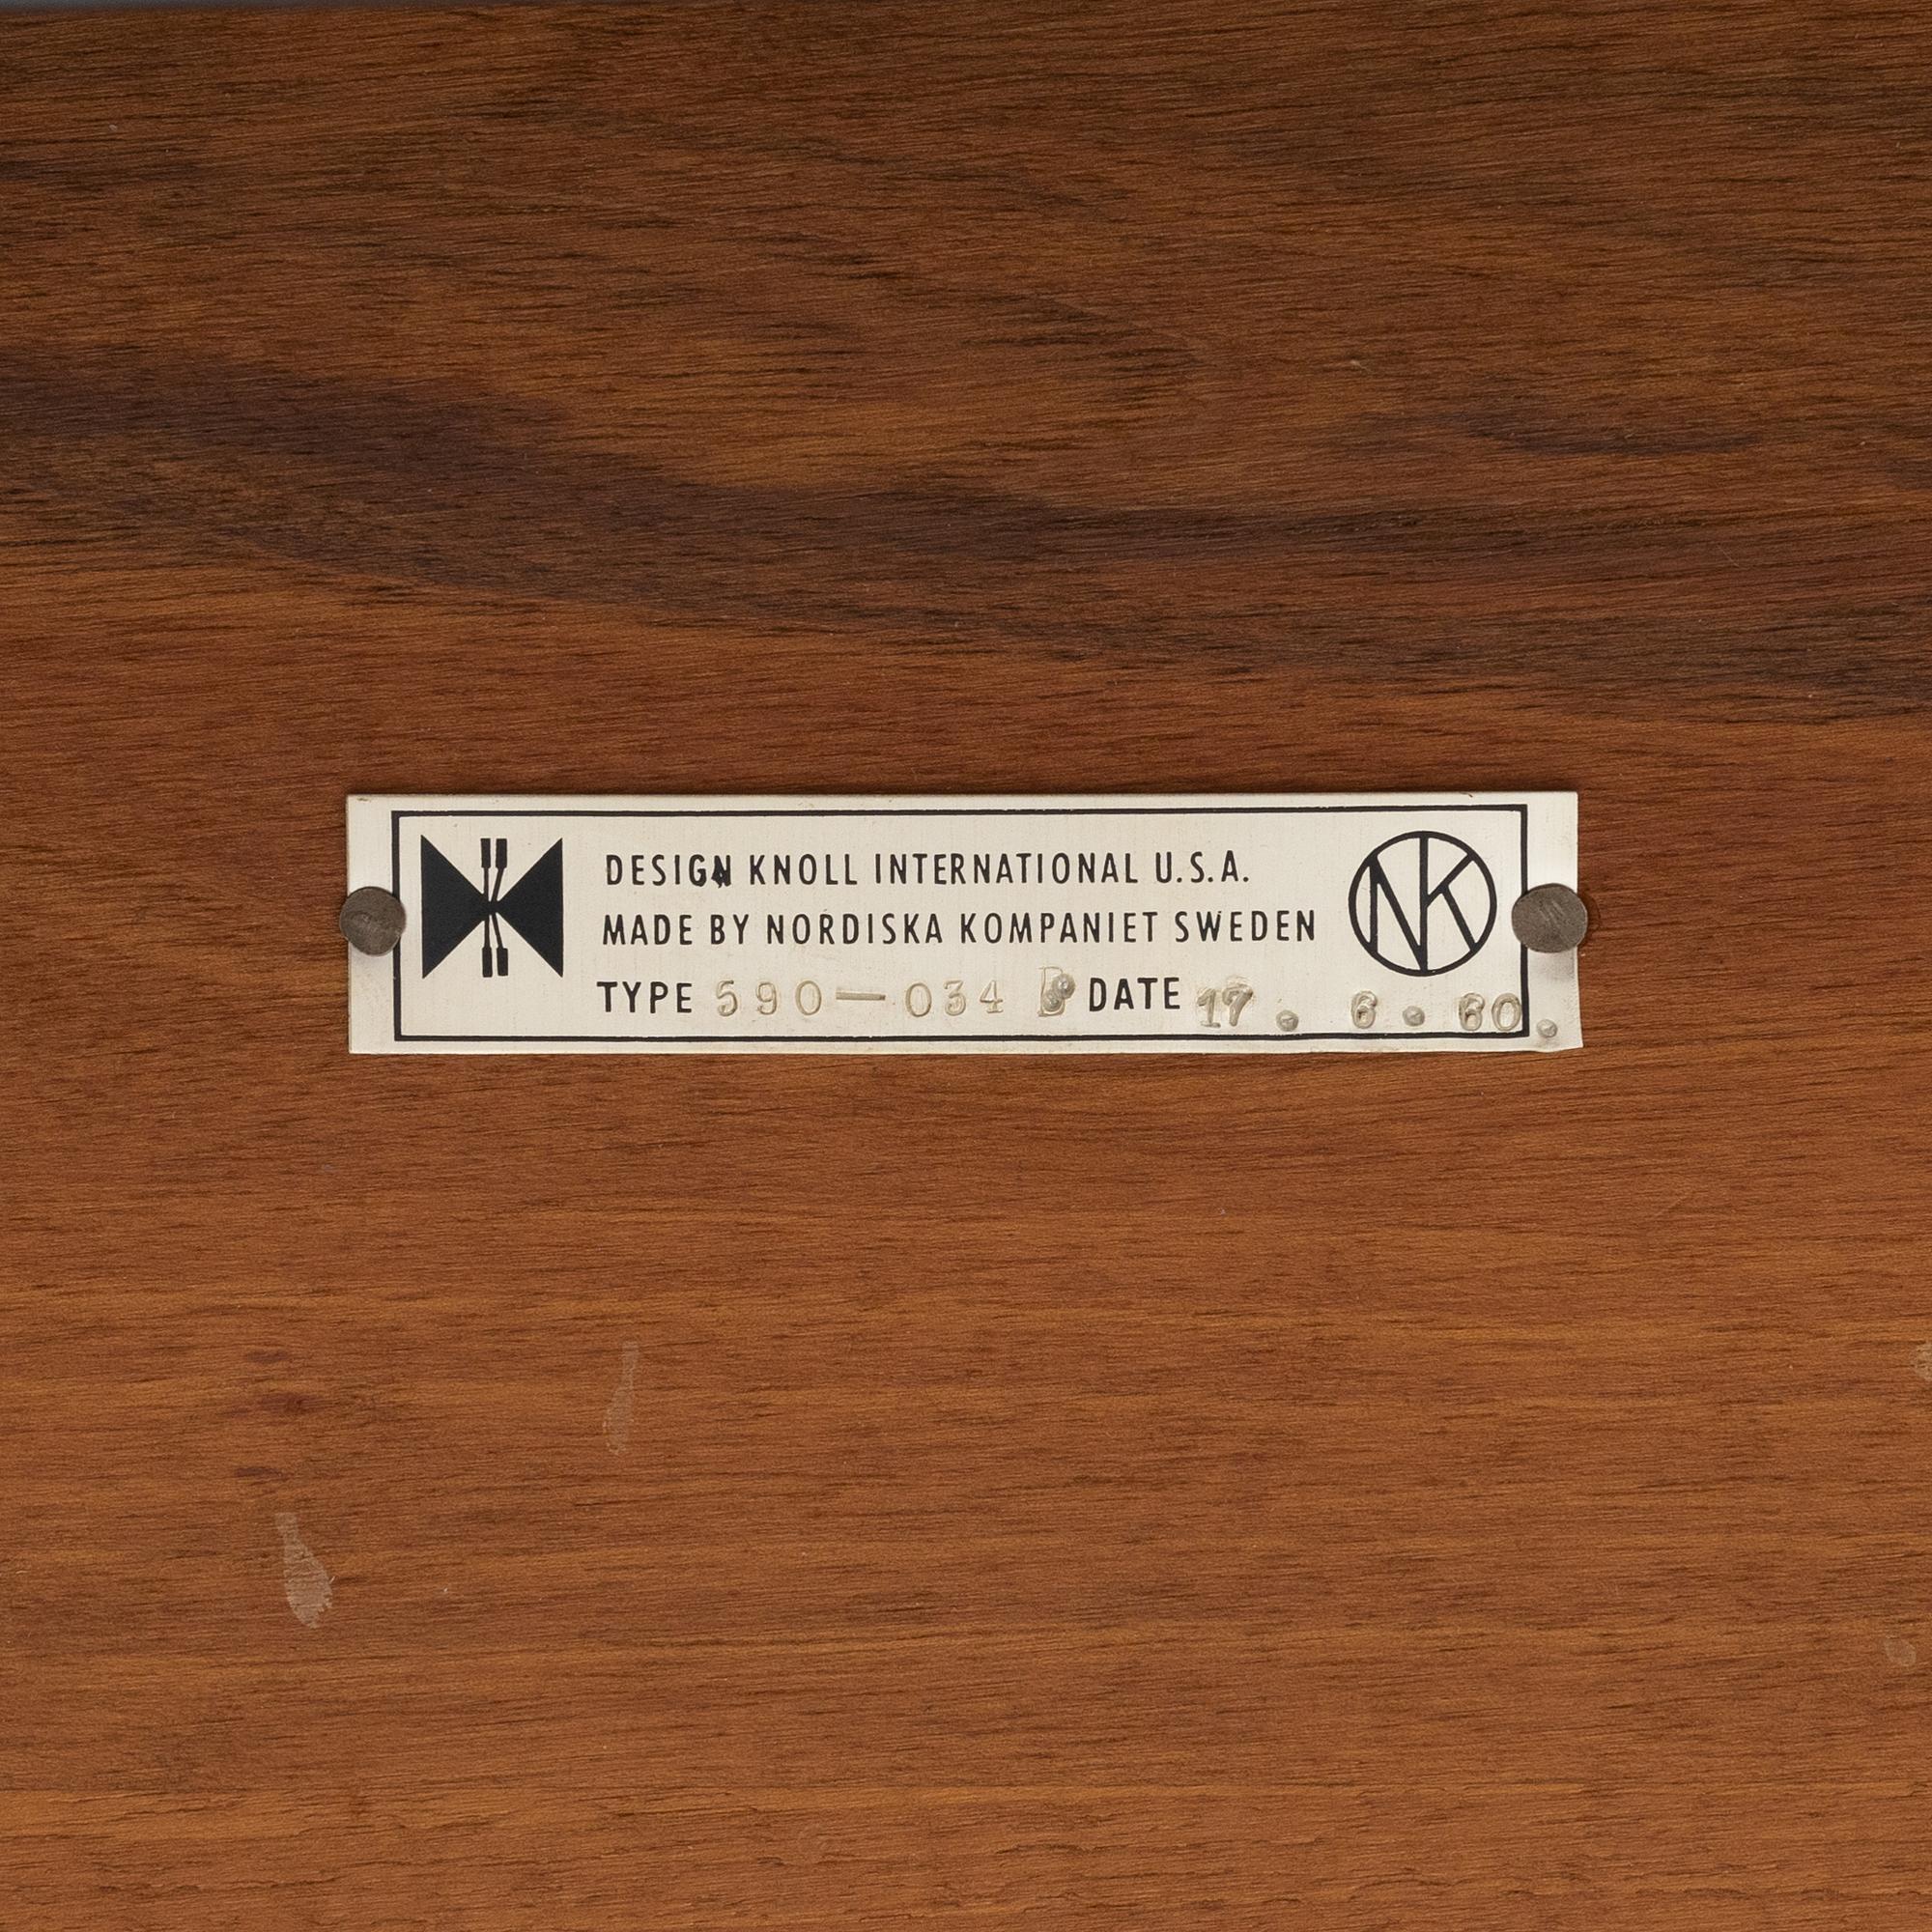 DESIGN KNOLL INTERNATIONAL U.S.A.
MADE BY NORDISKA KOMPANIET SWEDEN
TYPE 590—034 DATE 17. 6. 60.
NK